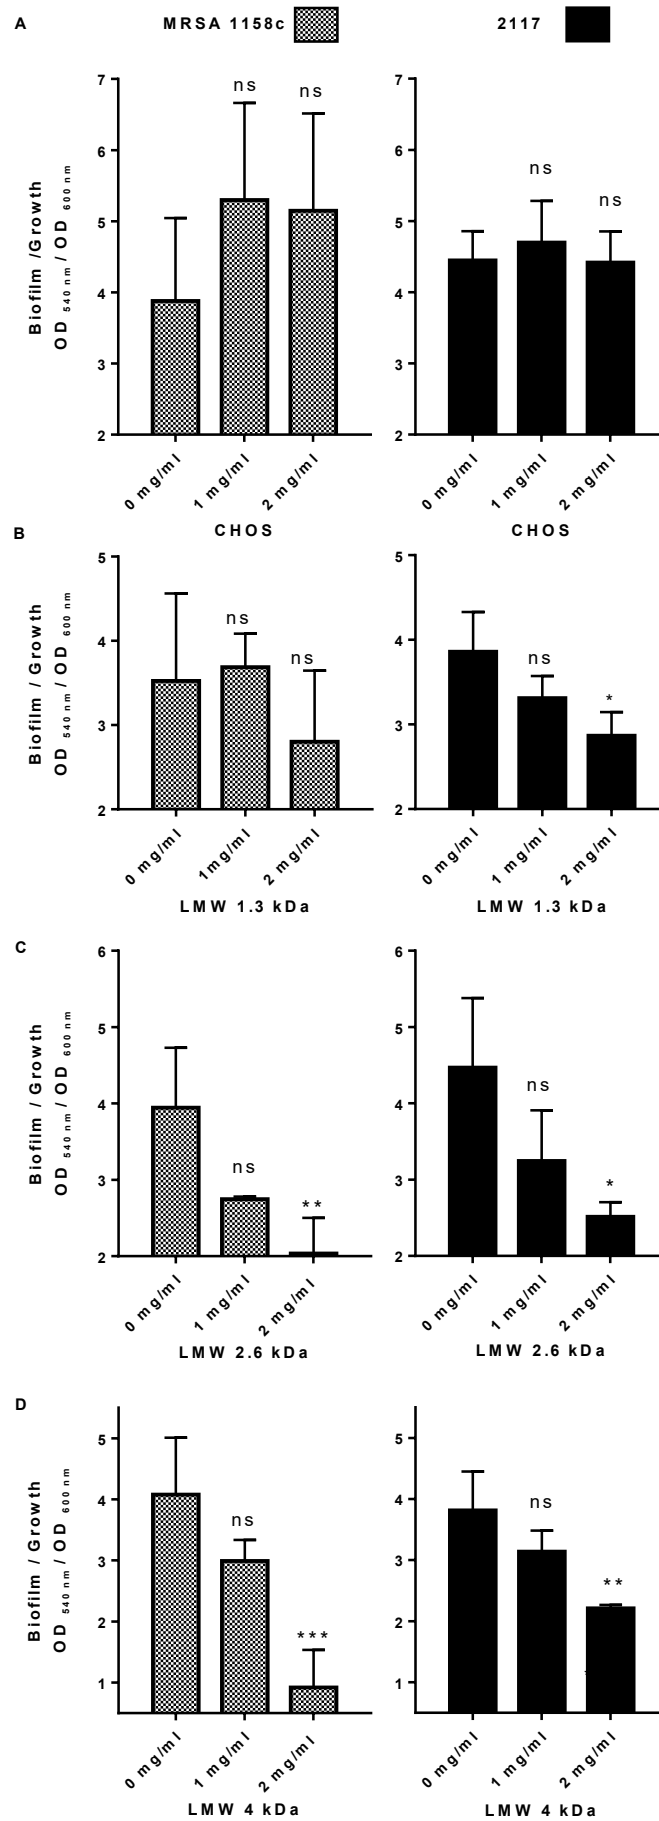 A
MRSA 1158c
2117
Biofilm /Growth
OD 540 nm / OD 600 nm
7
6
5
4
3
2
ns
ns
0 mg/ml
1 mg/ml
2 mg/ml
CHOS
7
6
5
4
3
2
ns
ns
0 mg/ml
1 mg/ml
2 mg/ml
CHOS
B
Biofilm / Growth
OD 540 nm / OD 600 nm
5
4
3
2
ns
ns
0 mg/ml
1mg/ml
2 mg/ml
LMW 1.3 kDa
5
4
3
2
ns
*
0 mg/ml
1 mg/ml
2 mg/ml
LMW 1.3 kDa
C
Biofilm / Growth
OD 540 nm / OD 600 nm
6
5
4
3
2
ns
**
0 mg/ml
1 mg/ml
2 mg/ml
LMW 2.6 kDa
6
5
4
3
2
ns
*
0 mg/ml
1 mg/ml
2 mg/ml
LMW 2.6 kDa
D
Biofilm / Growth
OD 540 nm / OD 600 nm
5
4
3
2
1
ns
***
0 mg/ml
1 mg/ml
2 mg/ml
LMW 4 kDa
5
4
3
2
1
ns
**
0 mg/ml
1 mg/ml
2 mg/ml
LMW 4 kDa